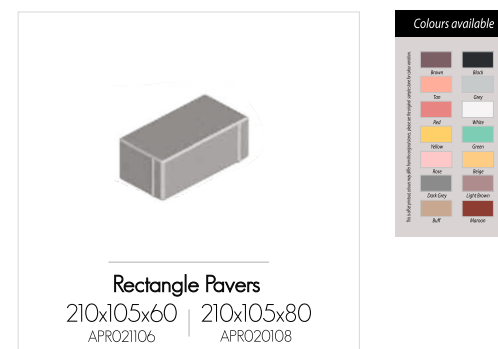 Colours available
Brown Black
Tan Grey
Red White
Yellow Green
Rose Beige
Dark Grey Light Brown
Buff Maroon
Rectangle Pavers
210x105x60 | 210x105x80
APR021106 APR020108